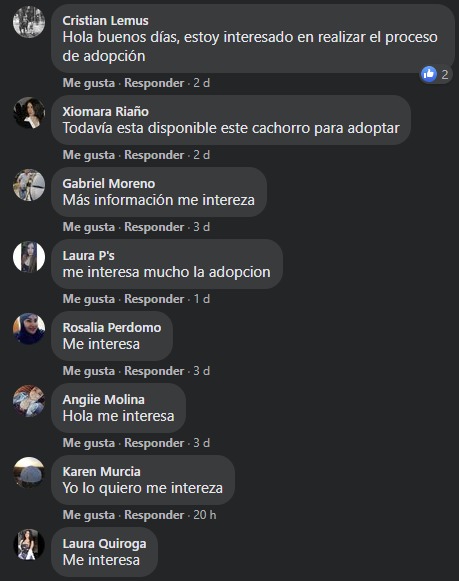 Cristian Lemus
Hola buenos días, estoy interesado en realizar el proceso
de adopción
2
Me gusta · Responder · 2 d
Xiomara Riaño
Todavía esta disponible este cachorro para adoptar
Me gusta · Responder · 2 d
Gabriel Moreno
Más información me intereza
Me gusta · Responder · 3 d
Laura P's
me interesa mucho la adopcion
Me gusta · Responder · 1 d
Rosalia Perdomo
Me interesa
Me gusta · Responder · 3 d
Angiie Molina
Hola me interesa
Me gusta · Responder · 3 d
Karen Murcia
Yo lo quiero me intereza
Me gusta · Responder · 20 h
Laura Quiroga
Me interesa